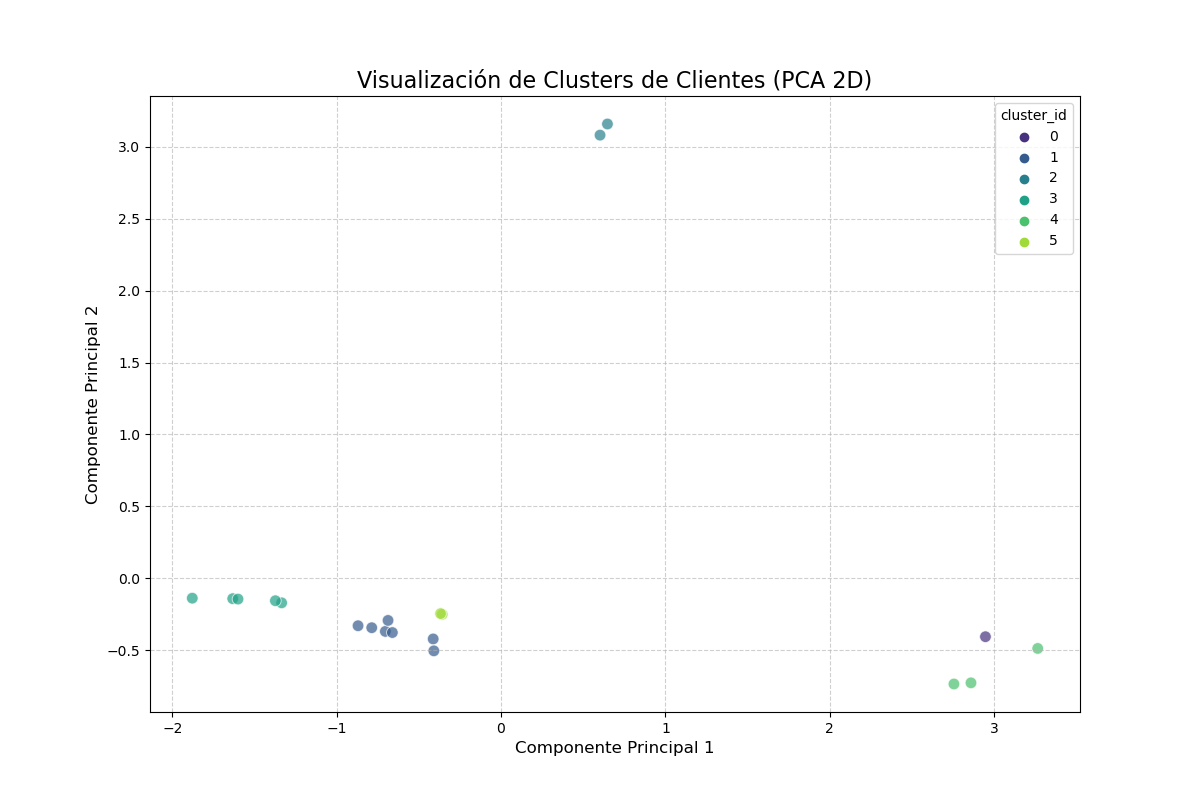 Visualización de Clusters de Clientes (PCA 2D)
cluster_id
0
1
2
3
4
5
3.0
2.5
2.0
1.5
1.0
0.5
0.0
−0.5
Componente Principal 2
−2 −1 0 1 2 3
Componente Principal 1